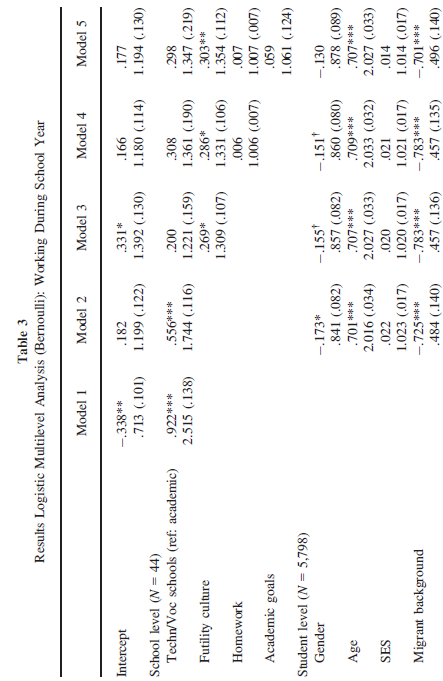 Table 3
Results Logistic Multilevel Analysis (Bernoulli): Working During School Year
Model 1 Model 2 Model 3 Model 4 Model 5
Intercept −.338** .182 .331* .166 .177
.713 (.101) 1.199 (.122) 1.392 (.130) 1.180 (.114) 1.194 (.130)
School level (N = 44)
Techn/Voc schools (ref: academic) .922*** .556*** .200 .308 .298
2.515 (.138) 1.744 (.116) 1.221 (.159) 1.361 (.190) 1.347 (.219)
Futility culture .269* .286* .303**
1.309 (.107) 1.331 (.106) 1.354 (.112)
Homework .006 .007
1.006 (.007) 1.007 (.007)
Academic goals .059
1.061 (.124)
Student level (N = 5,798)
Gender −.173* −.155† −.151† −.130
.841 (.082) .857 (.082) .860 (.080) .878 (.089)
Age .701*** .707*** .709*** .707***
2.016 (.034) 2.027 (.033) 2.033 (.032) 2.027 (.033)
SES .022 .020 .021 .014
1.023 (.017) 1.020 (.017) 1.021 (.017) 1.014 (.017)
Migrant background −.725*** −.783*** −.783*** −.701***
.484 (.140) .457 (.136) .457 (.135) .496 (.140)